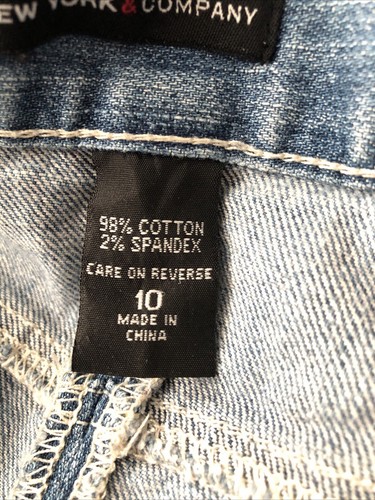 NEW YORK & COMPANY
98% COTTON
2% SPANDEX
CARE ON REVERSE
10
MADE IN
CHINA